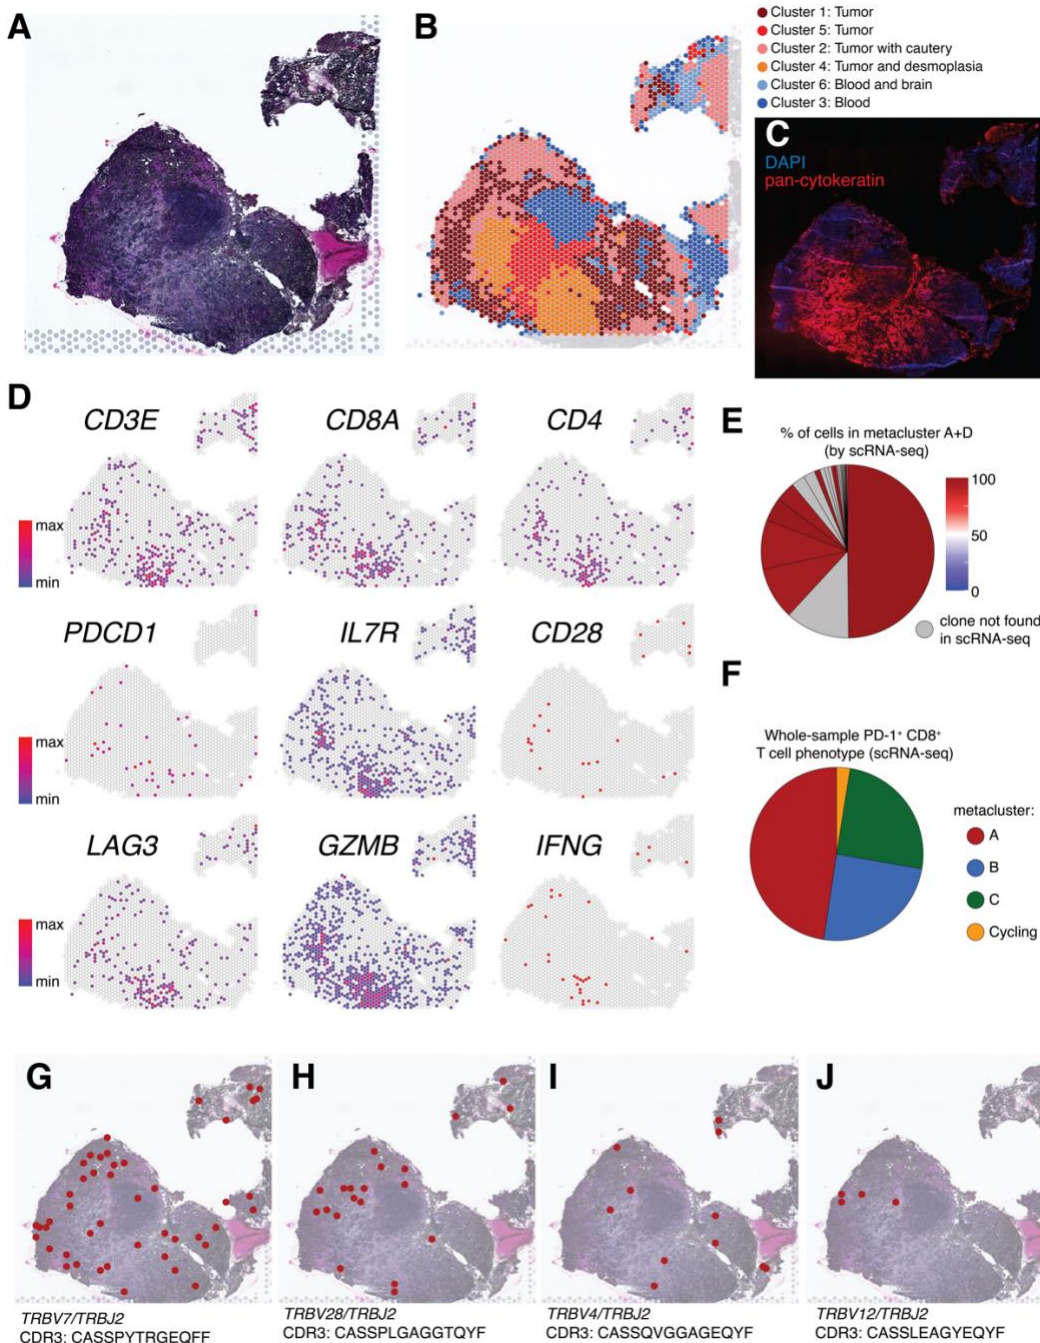 A
B
Cluster 1: Tumor
Cluster 5: Tumor
Cluster 2: Tumor with cautery
Cluster 4: Tumor and desmoplasia
Cluster 6: Blood and brain
Cluster 3: Blood
C
DAPI
pan-cytokeratin
D
CD3E
CD8A
CD4
max
min
PDCD1
IL7R
CD28
max
min
LAG3
GZMB
IFNG
max
min
E
% of cells in metacluster A+D
(by scRNA-seq)
100
50
0
clone not found
in scRNA-seq
F
Whole-sample PD-1⁺ CD8⁺
T cell phenotype (scRNA-seq)
metacluster:
A
B
C
Cycling
G
H
I
J
TRBV7/TRBJ2
CDR3: CASSPYTRGEQFF
TRBV28/TRBJ2
CDR3: CASSPLGAGGTQYF
TRBV4/TRBJ2
CDR3: CASSQVGGAGEQYF
TRBV12/TRBJ2
CDR3: CASSLEAGYEQYF